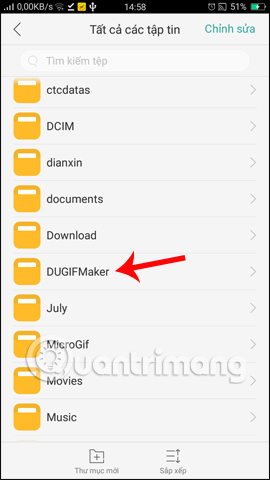 0,00KB/s 14:58 51%
Tất cả các tập tin Chỉnh sửa
Tìm kiếm tệp
ctcdatas
DCIM
dianxin
documents
Download
DUGIFMaker
July
MicroGif
Quantrimang
Movies
Music
Thư mục mới Sắp xếp